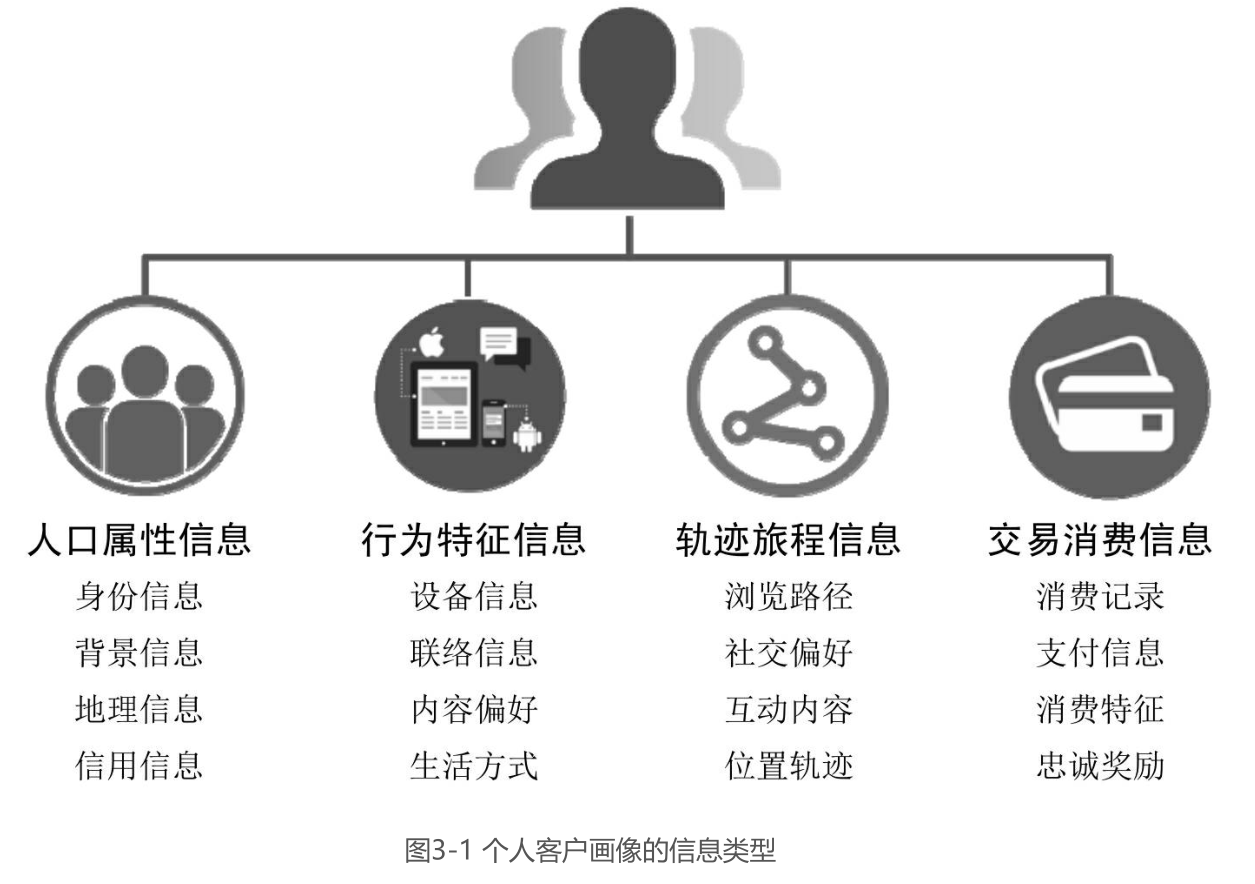 人口属性信息
身份信息
背景信息
地理信息
信用信息
行为特征信息
设备信息
联络信息
内容偏好
生活方式
轨迹旅程信息
浏览路径
社交偏好
互动内容
位置轨迹
交易消费信息
消费记录
支付信息
消费特征
忠诚奖励
图3-1 个人客户画像的信息类型